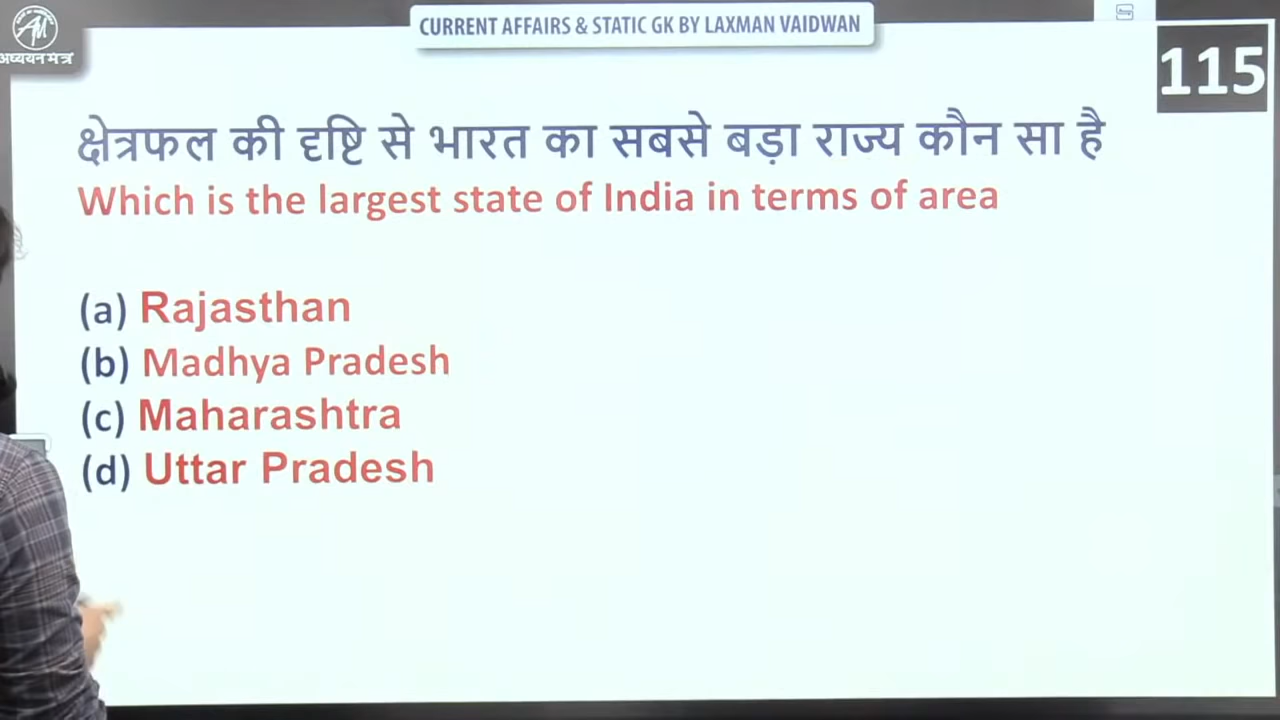 CURRENT AFFAIRS & STATIC GK BY LAXMAN VAIDWAN
AM
अध्ययन मंत्र
115
क्षेत्रफल की दृष्टि से भारत का सबसे बड़ा राज्य कौन सा है
Which is the largest state of India in terms of area
(a) Rajasthan
(b) Madhya Pradesh
(c) Maharashtra
(d) Uttar Pradesh